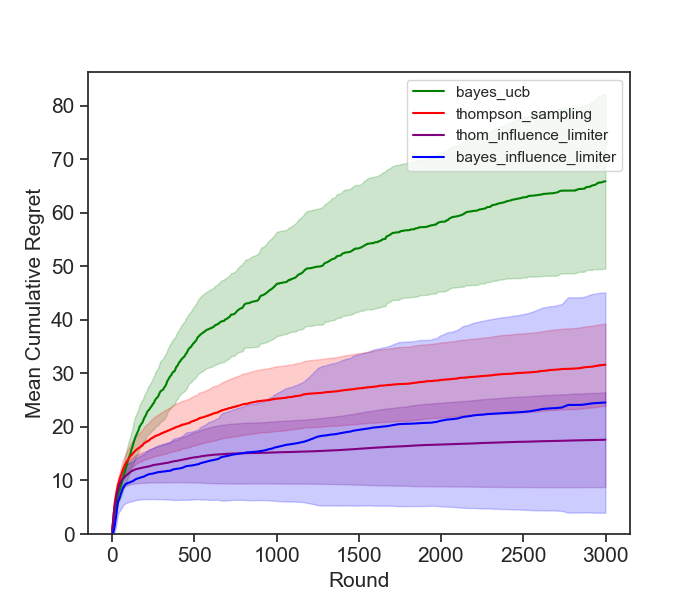 bayes_ucb
thompson_sampling
thom_influence_limiter
bayes_influence_limiter
Mean Cumulative Regret
80
70
60
50
40
30
20
10
0
0 500 1000 1500 2000 2500 3000
Round